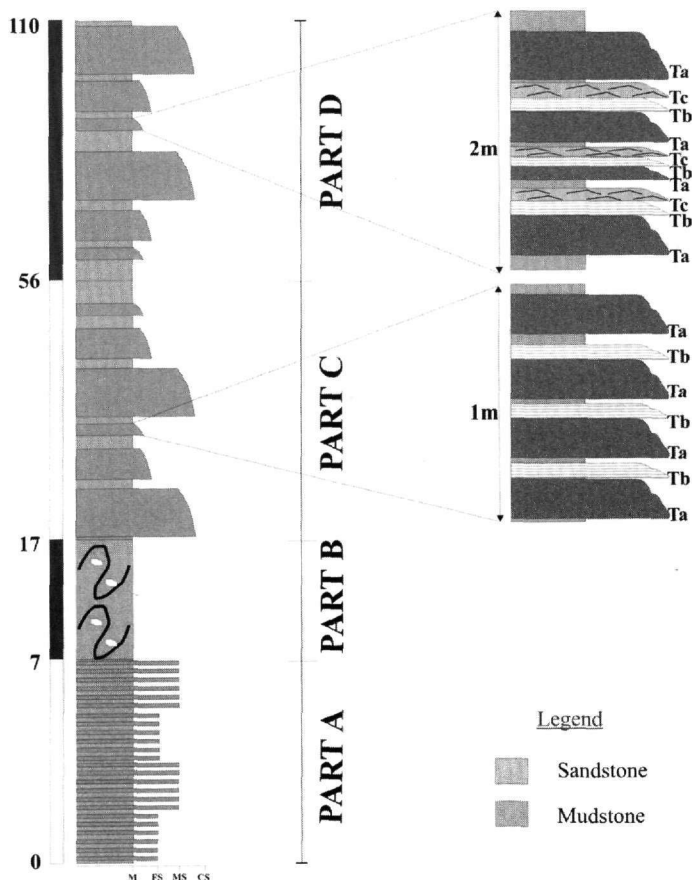 110
56
17
7
0
M FS MS CS
PART D
PART C
PART B
PART A
2m
Ta
Tc
Tb
Ta
Tc
Tb
Ta
Tc
Tb
Ta
1m
Ta
Tb
Ta
Tb
Ta
Tb
Ta
Legend
Sandstone
Mudstone